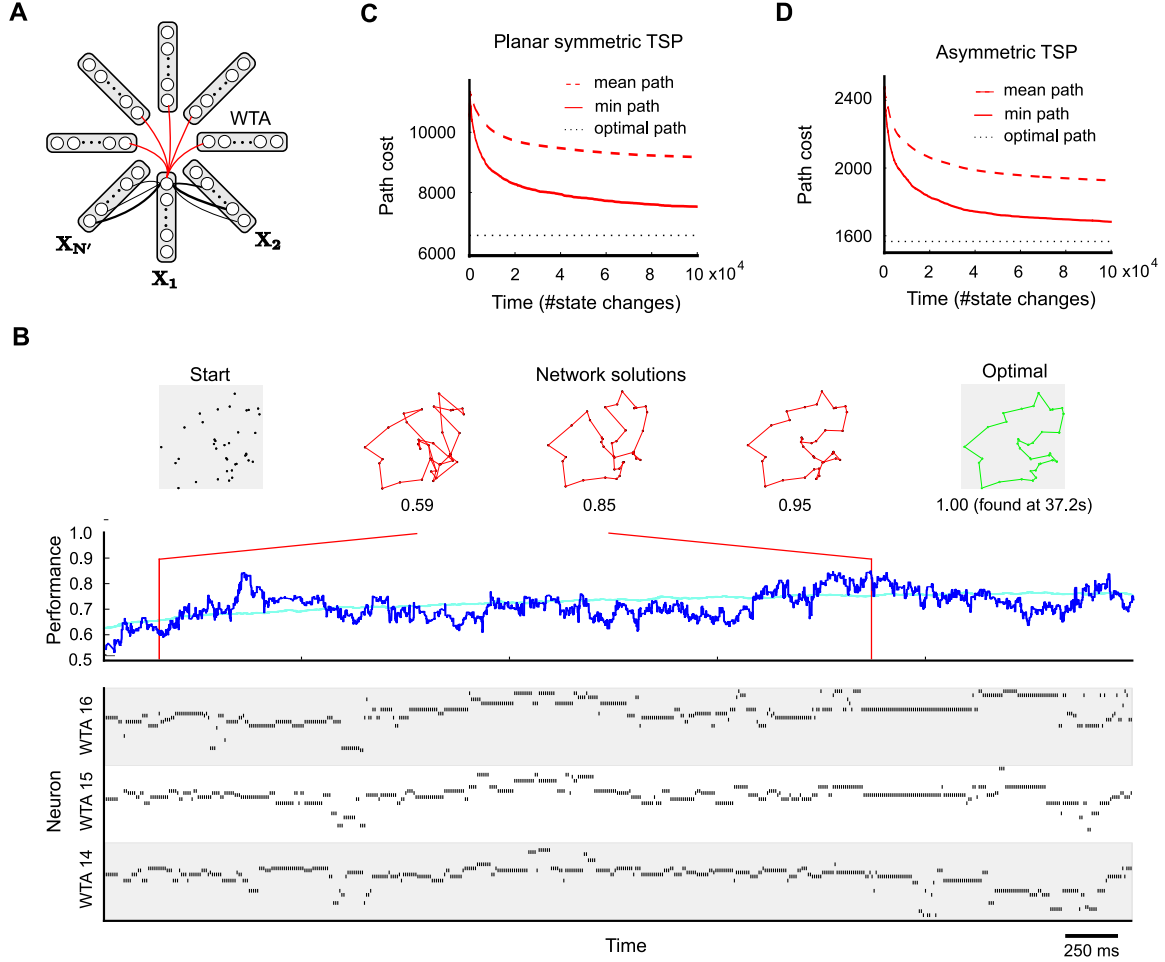 A
WTA
X_N'
X_1
X_2
C
Planar symmetric TSP
mean path
min path
optimal path
Path cost
10000
8000
6000
0 2 4 6 8 10 x10^4
Time (#state changes)
D
Asymmetric TSP
mean path
min path
optimal path
Path cost
2400
2000
1600
0 2 4 6 8 10 x10^4
Time (#state changes)
B
Start
Network solutions
Optimal
0.59
0.85
0.95
1.00 (found at 37.2s)
Performance
1.0
0.9
0.8
0.7
0.6
0.5
Neuron
WTA 16
WTA 15
WTA 14
Time
250 ms